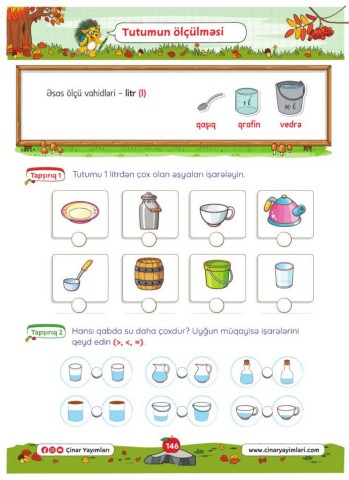 Tutumun ölçülməsi
Əsas ölçü vahidləri – litr (l)
1 l
10 l
qaşıq
qrafin
vedrə
Tapşırıq 1
Tutumu 1 litrdən çox olan əşyaları işarələyin.
Tapşırıq 2
Hansı qabda su daha çoxdur? Uyğun müqayisə işarələrini
qeyd edin (>, <, =).
Çinar Yayımları
146
www.cinaryayimlari.com